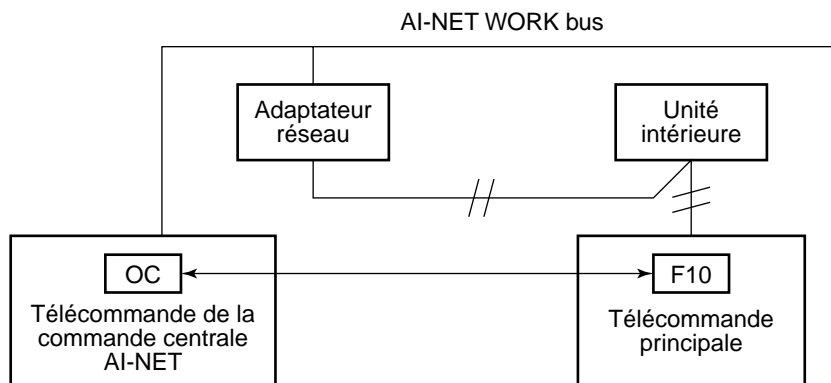 AI-NET WORK bus
Adaptateur
réseau
Unité
intérieure
OC
Télécommande de la
commande centrale
AI-NET
F10
Télécommande
principale